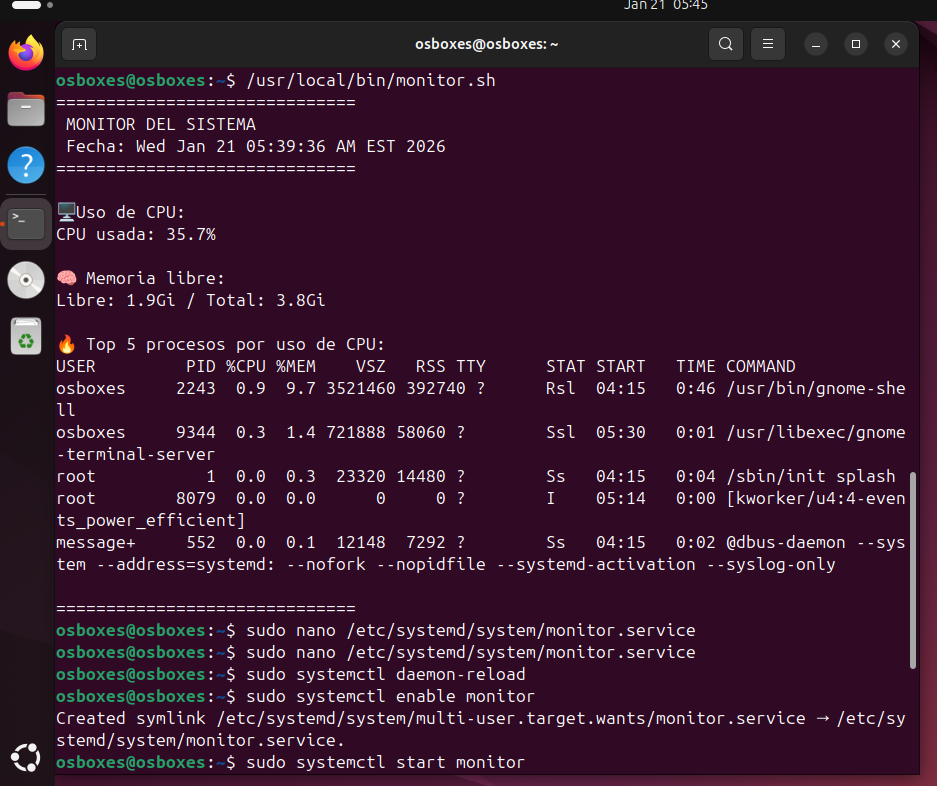 Jan 21 05:45
osboxes@osboxes: ~
osboxes@osboxes:~$ /usr/local/bin/monitor.sh
==============================
MONITOR DEL SISTEMA
Fecha: Wed Jan 21 05:39:36 AM EST 2026
==============================
🖥️Uso de CPU:
CPU usada: 35.7%
🧠 Memoria libre:
Libre: 1.9Gi / Total: 3.8Gi
🔥 Top 5 procesos por uso de CPU:
USER PID %CPU %MEM VSZ RSS TTY STAT START TIME COMMAND
osboxes 2243 0.9 9.7 3521460 392740 ? Rsl 04:15 0:46 /usr/bin/gnome-she
ll
osboxes 9344 0.3 1.4 721888 58060 ? Ssl 05:30 0:01 /usr/libexec/gnome
-terminal-server
root 1 0.0 0.3 23320 14480 ? Ss 04:15 0:04 /sbin/init splash
root 8079 0.0 0.0 0 0 ? I 05:14 0:00 [kworker/u4:4-even
ts_power_efficient]
message+ 552 0.0 0.1 12148 7292 ? Ss 04:15 0:02 @dbus-daemon --sys
tem --address=systemd: --nofork --nopidfile --systemd-activation --syslog-only
==============================
osboxes@osboxes:~$ sudo nano /etc/systemd/system/monitor.service
osboxes@osboxes:~$ sudo nano /etc/systemd/system/monitor.service
osboxes@osboxes:~$ sudo systemctl daemon-reload
osboxes@osboxes:~$ sudo systemctl enable monitor
Created symlink /etc/systemd/system/multi-user.target.wants/monitor.service → /etc/sy
stemd/system/monitor.service.
osboxes@osboxes:~$ sudo systemctl start monitor